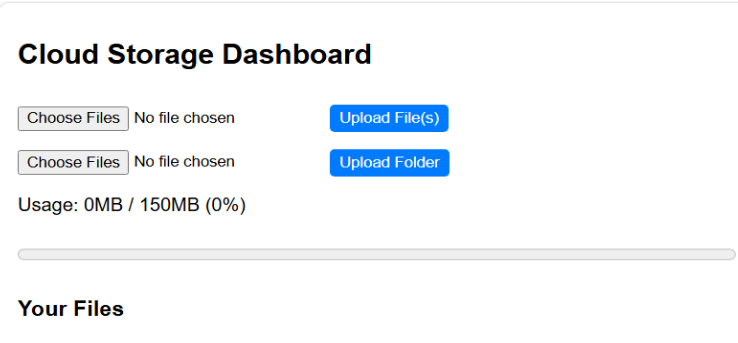 Cloud Storage Dashboard
Choose Files No file chosen Upload File(s)
Choose Files No file chosen Upload Folder
Usage: 0MB / 150MB (0%)
Your Files